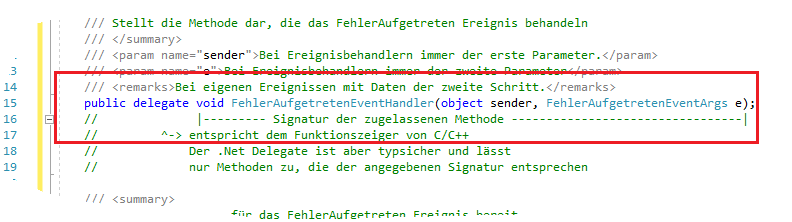 /// Stellt die Methode dar, die das FehlerAufgetreten Ereignis behandeln
/// </summary>
/// <param name="sender">Bei Ereignisbehandlern immer der erste Parameter.</param>
3 /// <param name="e">Bei Ereignisbehandlern immer der zweite Parameter</param>
14 /// <remarks>Bei eigenen Ereignissen mit Daten der zweite Schritt.</remarks>
15 public delegate void FehlerAufgetretenEventHandler(object sender, FehlerAufgetretenEventArgs e);
16 // |-------- Signatur der zugelassenen Methode --------------------------------|
17 // ^-> entspricht dem Funktionszeiger von C/C++
18 // Der .Net Delegate ist aber typsicher und lässt
19 // nur Methoden zu, die der angegebenen Signatur entsprechen
/// <summary>
für das FehlerAufgetreten Ereignis bereit